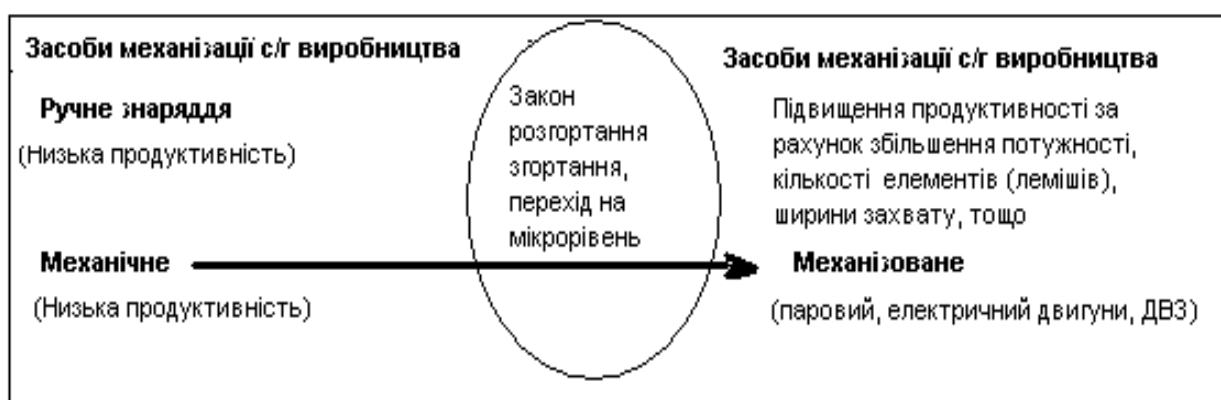 Засоби механізації с/г виробництва
Ручне знаряддя
(Низька продуктивність)
Механічне
(Низька продуктивність)
Закон
розгортання
згортання,
перехід на
мікрорівень
Засоби механізації с/г виробництва
Підвищення продуктивності за
рахунок збільшення потужності,
кількості елементів (лемішів),
ширини захвату, тощо
Механізоване
(паровий, електричний двигуни, ДВЗ)